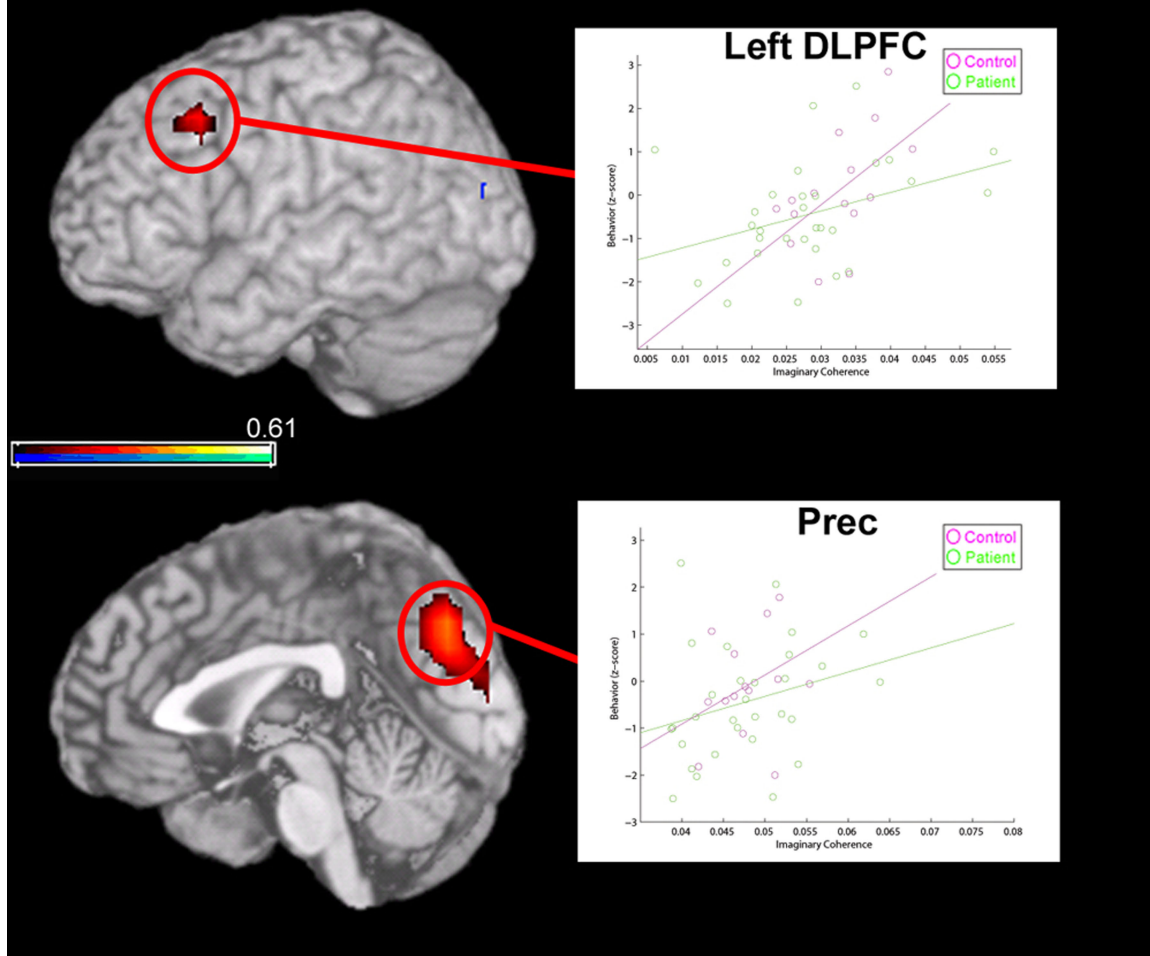 Left DLPFC
Control
Patient
3
2
1
0
−1
−2
−3
Behavior (z−score)
0.005 0.01 0.015 0.02 0.025 0.03 0.035 0.04 0.045 0.05 0.055
Imaginary Coherence
0.61
Prec
Control
Patient
3
2
1
0
−1
−2
−3
Behavior (z−score)
0.04 0.045 0.05 0.055 0.06 0.065 0.07 0.075 0.08
Imaginary Coherence